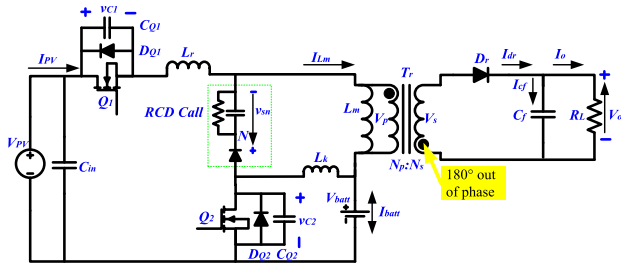 + vC1 −
CQ1
IPV
DQ1
Q1
Lr
ILm
Tr
Dr
Idr
Io
RCD Call
−
vsn
N
+
Lm
Vp
Vs
Icf
Cf
RL
+
Vo
−
VPV
+
−
Cin
Lk
Np:Ns
180° out
of phase
Q2
+
vC2
−
DQ2 CQ2
Vbatt
+
−
Ibatt